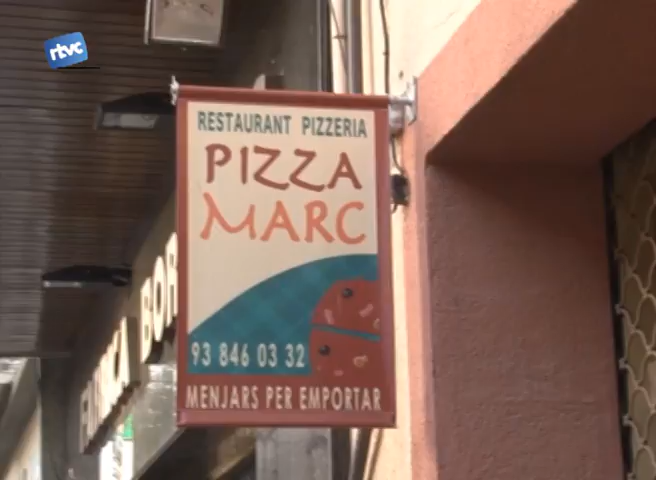 rtvc
RESTAURANT PIZZERIA
PIZZA
MARC
93 846 03 32
MENJARS PER EMPORTAR